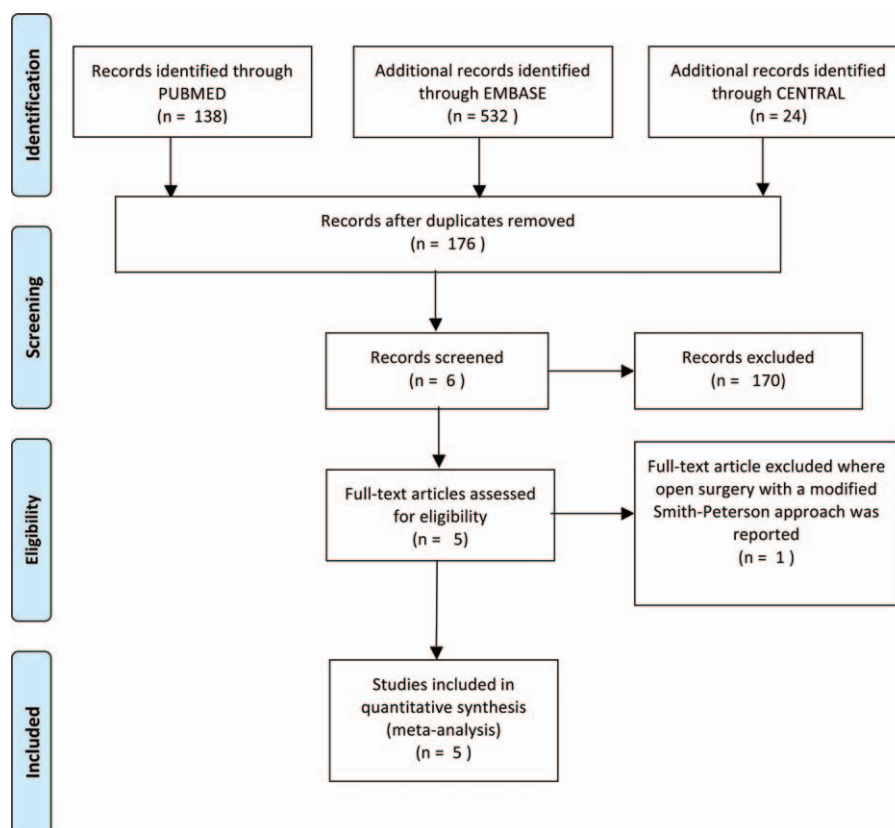 Identification
Records identified through
PUBMED
(n = 138)
Additional records identified
through EMBASE
(n = 532 )
Additional records identified
through CENTRAL
(n = 24)
Records after duplicates removed
(n = 176 )
Screening
Records screened
(n = 6 )
Records excluded
(n = 170)
Eligibility
Full-text articles assessed
for eligibility
(n = 5)
Full-text article excluded where
open surgery with a modified
Smith-Peterson approach was
reported
(n = 1 )
Included
Studies included in
quantitative synthesis
(meta-analysis)
(n = 5 )